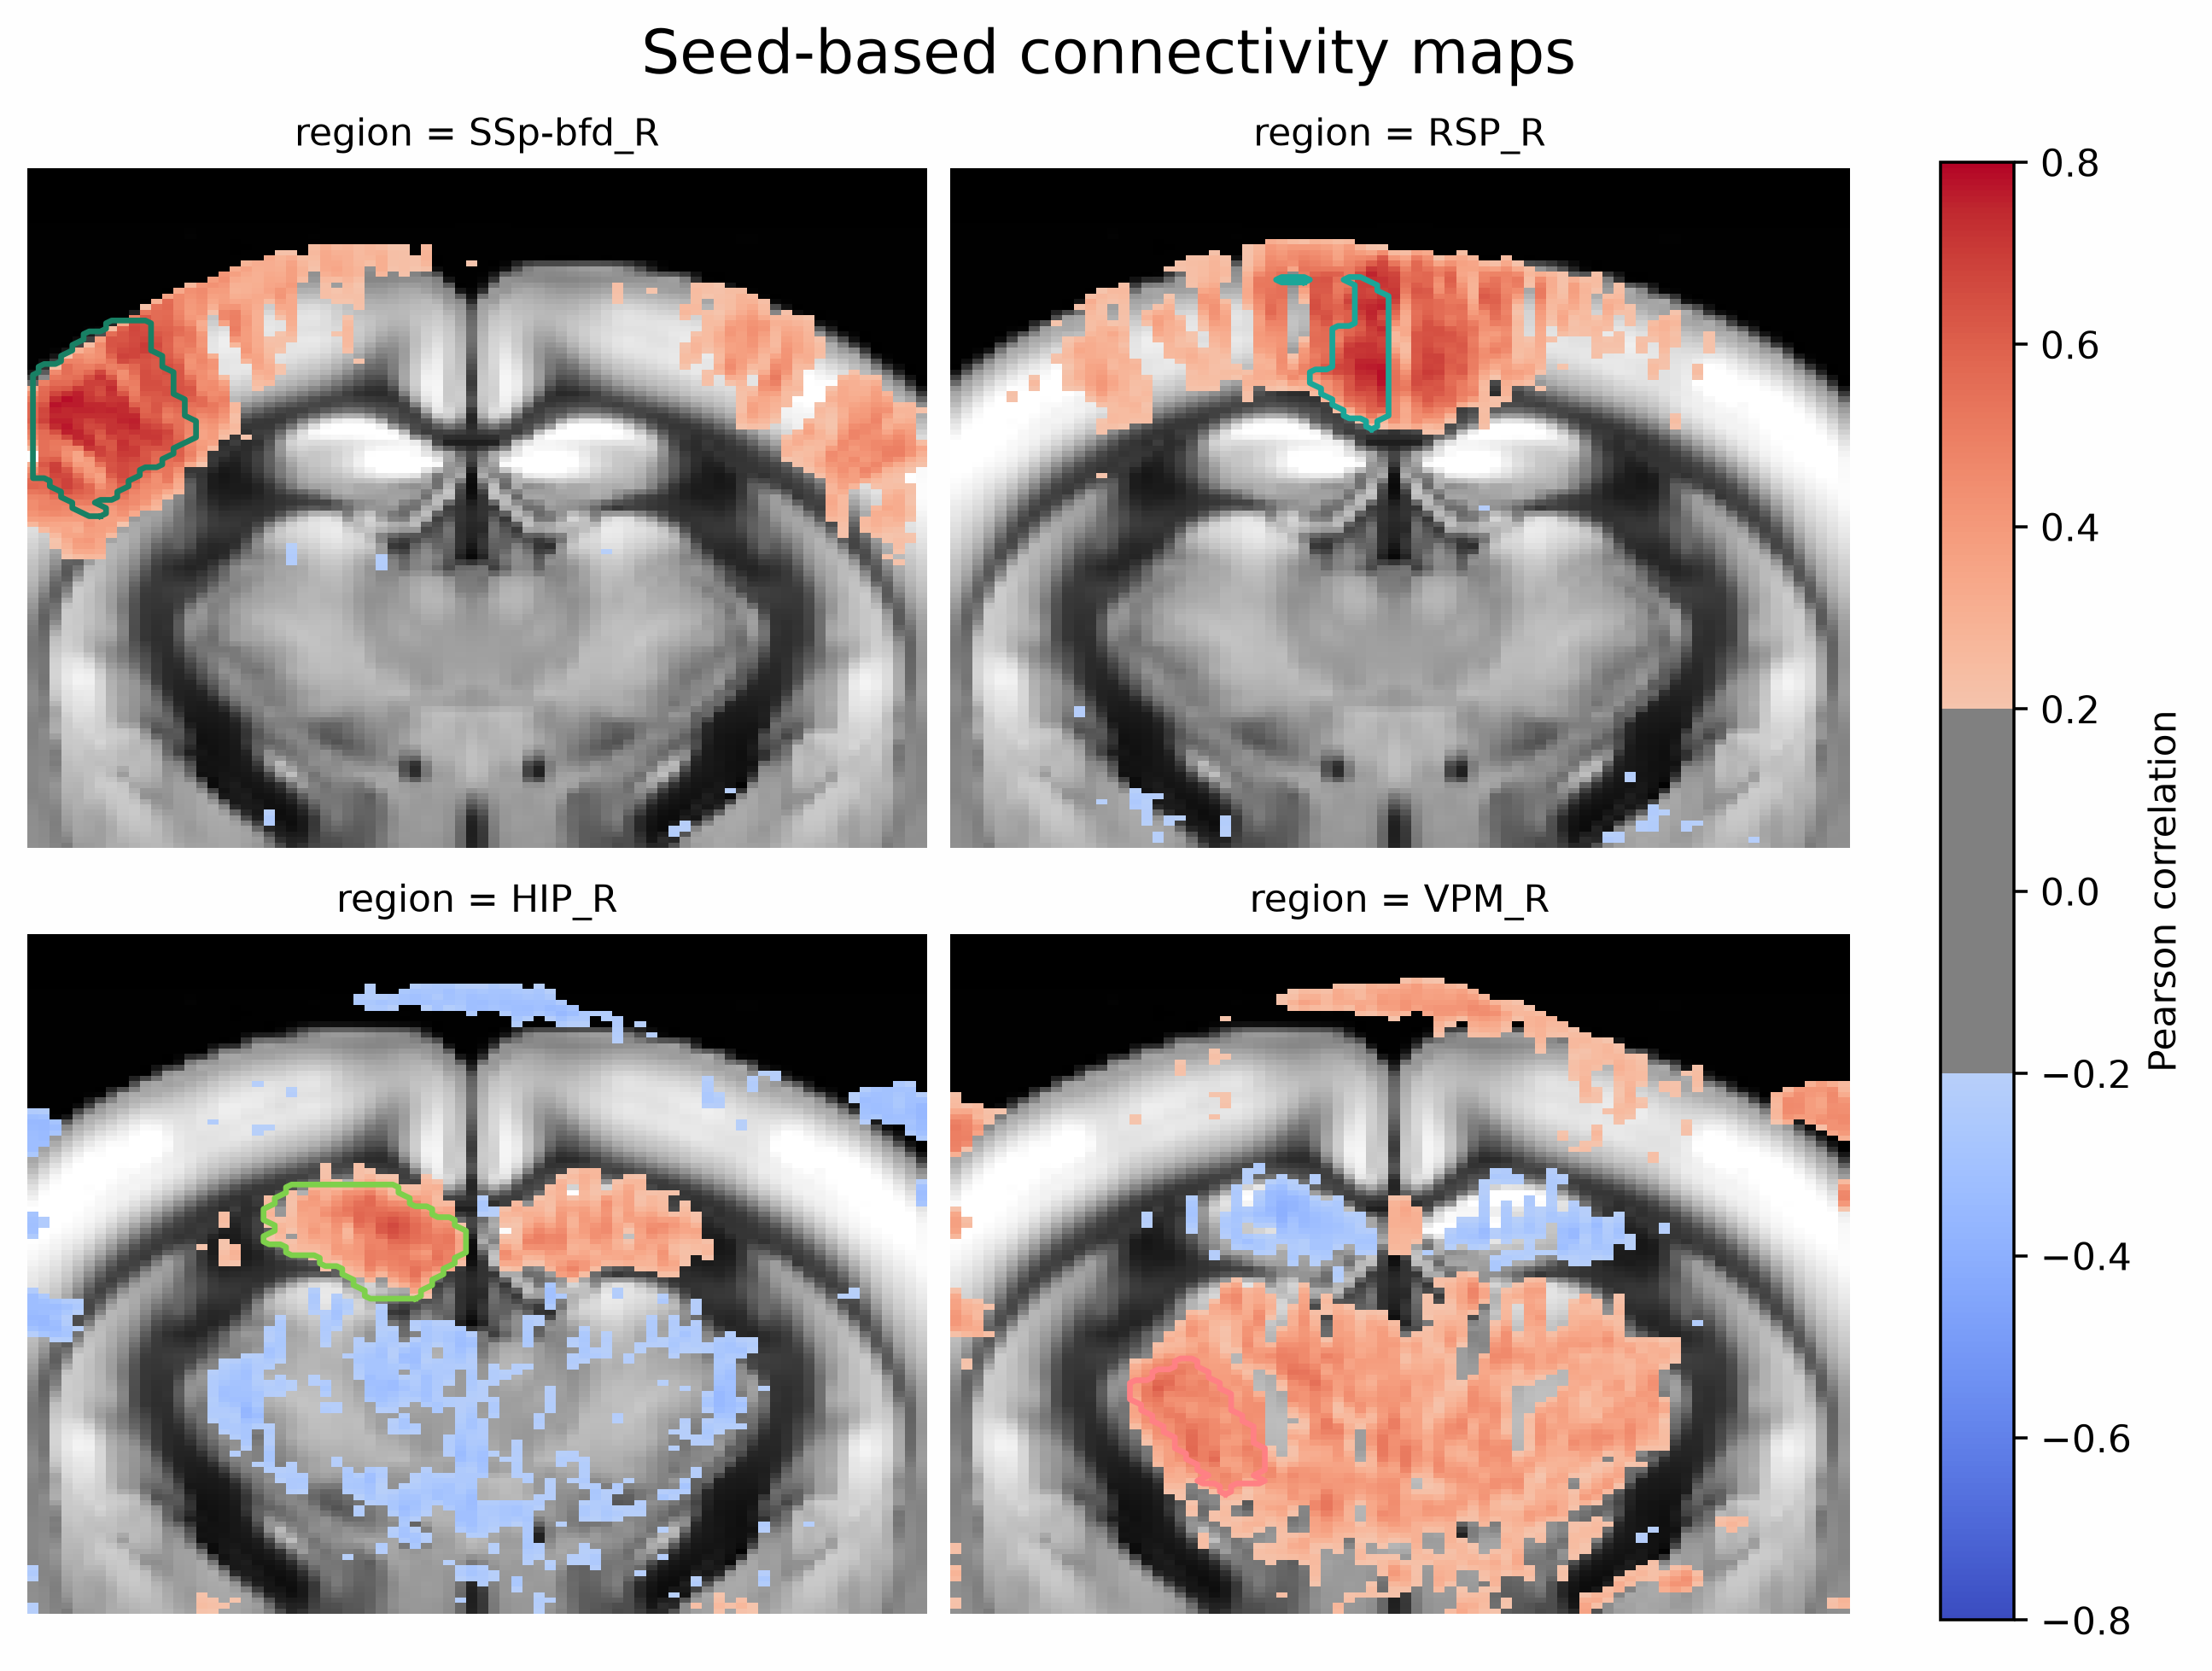 Seed-based connectivity maps
region = SSp-bfd_R
region = RSP_R
region = HIP_R
region = VPM_R
0.8
0.6
0.4
0.2
0.0
−0.2
−0.4
−0.6
−0.8
Pearson correlation